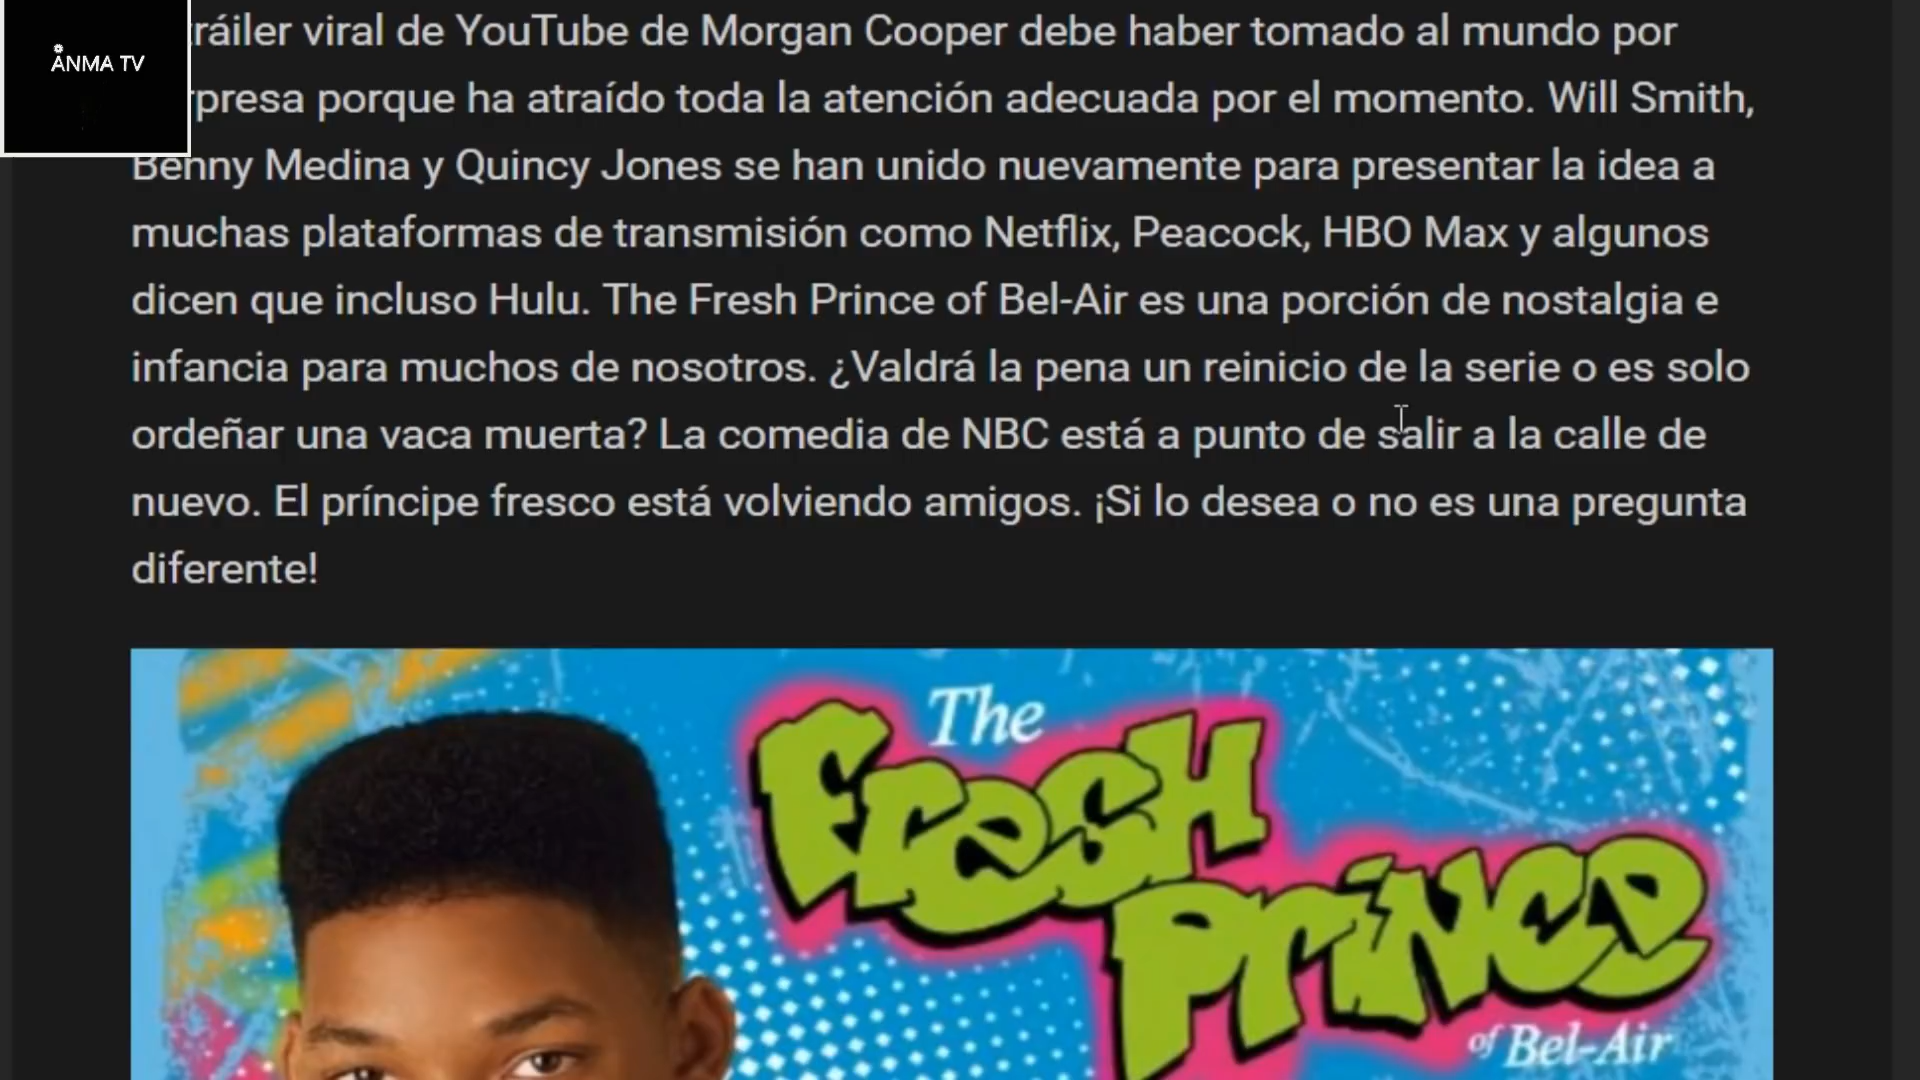 ANMA TV
tráiler viral de YouTube de Morgan Cooper debe haber tomado al mundo por
rpresa porque ha atraído toda la atención adecuada por el momento. Will Smith,
Benny Medina y Quincy Jones se han unido nuevamente para presentar la idea a
muchas plataformas de transmisión como Netflix, Peacock, HBO Max y algunos
dicen que incluso Hulu. The Fresh Prince of Bel-Air es una porción de nostalgia e
infancia para muchos de nosotros. ¿Valdrá la pena un reinicio de la serie o es solo
ordeñar una vaca muerta? La comedia de NBC está a punto de salir a la calle de
nuevo. El príncipe fresco está volviendo amigos. ¡Si lo desea o no es una pregunta
diferente!
The
Fresh
Prince
of Bel-Air